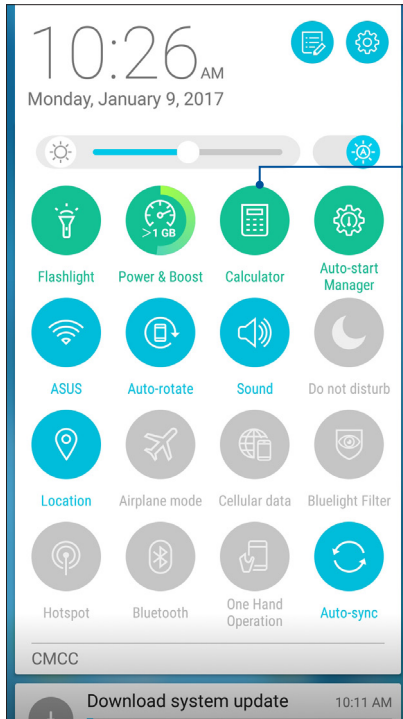 10:26 AM
Monday, January 9, 2017
A
>1 GB
Flashlight
Power & Boost
Calculator
Auto-start
Manager
ASUS
Auto-rotate
Sound
Do not disturb
Location
Airplane mode
Cellular data
Bluelight Filter
Hotspot
Bluetooth
One Hand
Operation
Auto-sync
CMCC
Download system update 10:11 AM